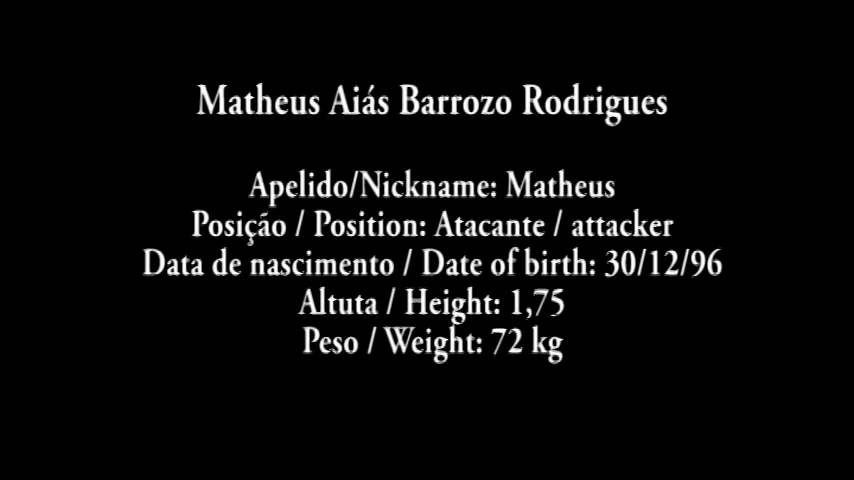 Matheus Aiás Barrozo Rodrigues
Apelido/Nickname: Matheus
Posição / Position: Atacante / attacker
Data de nascimento / Date of birth: 30/12/96
Altuta / Height: 1,75
Peso / Weight: 72 kg